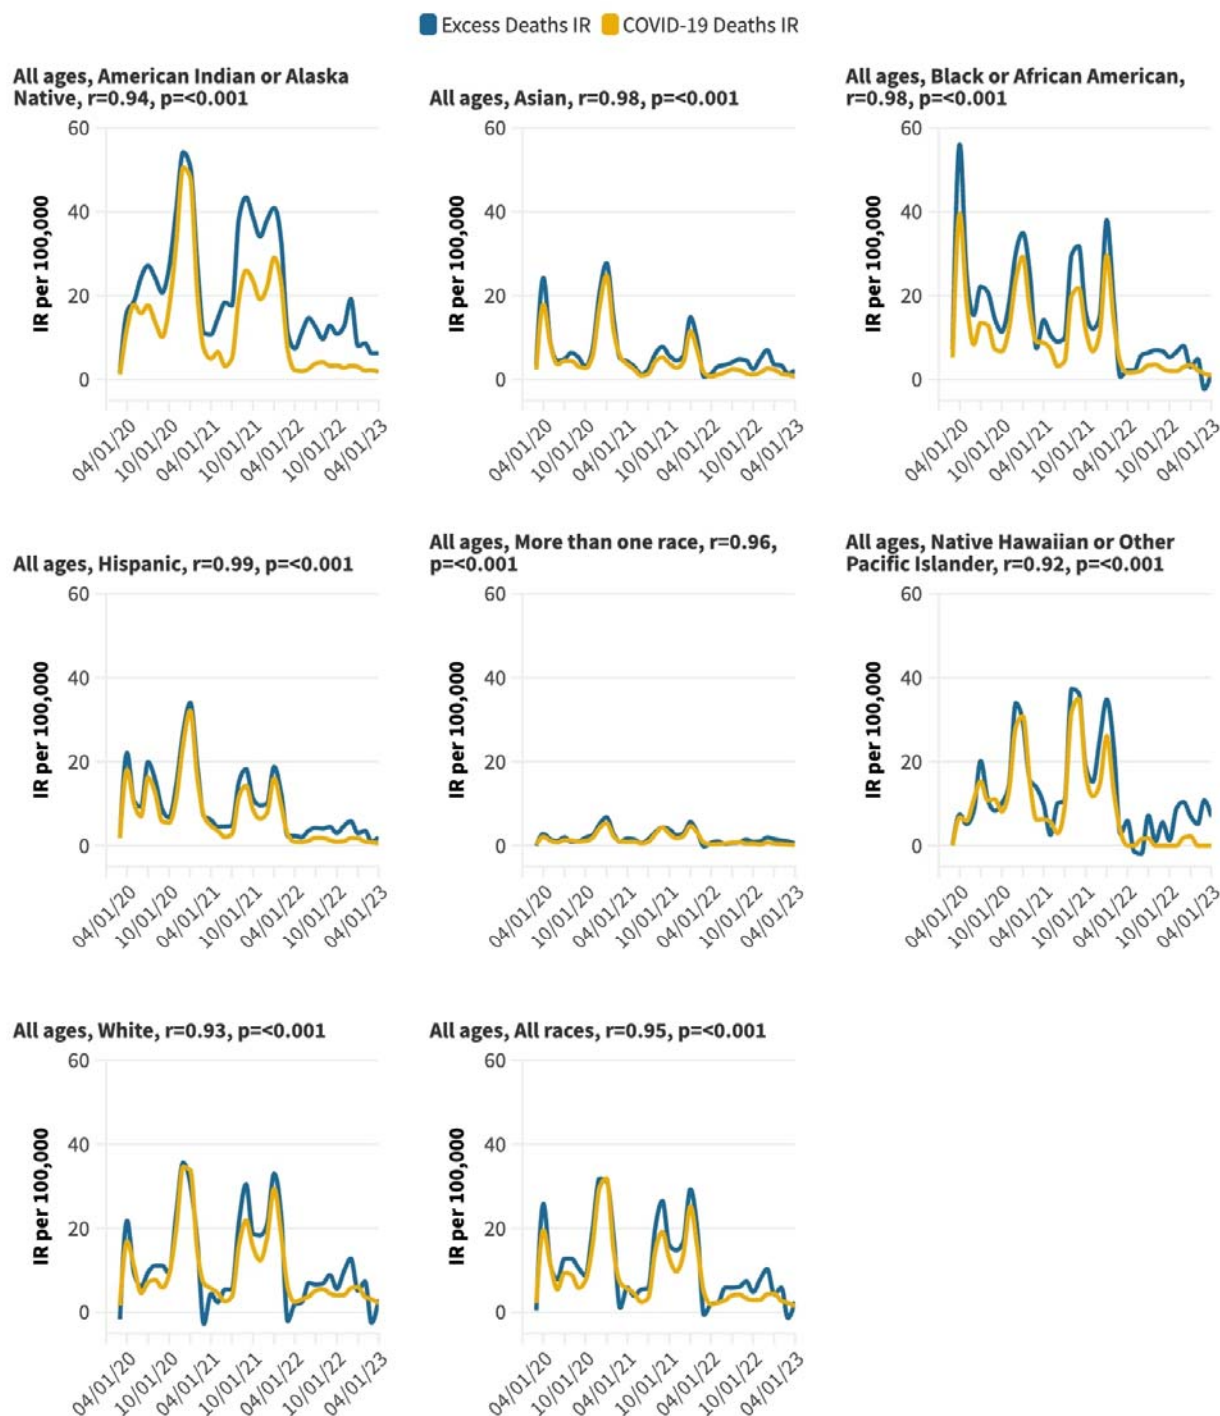 Excess Deaths IR COVID-19 Deaths IR
All ages, American Indian or Alaska
Native, r=0.94, p=<0.001
60
40
20
0
IR per 100,000
04/01/20 10/01/20 04/01/21 10/01/21 04/01/22 10/01/22 04/01/23
All ages, Asian, r=0.98, p=<0.001
60
40
20
0
IR per 100,000
04/01/20 10/01/20 04/01/21 10/01/21 04/01/22 10/01/22 04/01/23
All ages, Black or African American,
r=0.98, p=<0.001
60
40
20
0
IR per 100,000
04/01/20 10/01/20 04/01/21 10/01/21 04/01/22 10/01/22 04/01/23
All ages, Hispanic, r=0.99, p=<0.001
60
40
20
0
IR per 100,000
04/01/20 10/01/20 04/01/21 10/01/21 04/01/22 10/01/22 04/01/23
All ages, More than one race, r=0.96,
p=<0.001
60
40
20
0
IR per 100,000
04/01/20 10/01/20 04/01/21 10/01/21 04/01/22 10/01/22 04/01/23
All ages, Native Hawaiian or Other
Pacific Islander, r=0.92, p=<0.001
60
40
20
0
IR per 100,000
04/01/20 10/01/20 04/01/21 10/01/21 04/01/22 10/01/22 04/01/23
All ages, White, r=0.93, p=<0.001
60
40
20
0
IR per 100,000
04/01/20 10/01/20 04/01/21 10/01/21 04/01/22 10/01/22 04/01/23
All ages, All races, r=0.95, p=<0.001
60
40
20
0
IR per 100,000
04/01/20 10/01/20 04/01/21 10/01/21 04/01/22 10/01/22 04/01/23